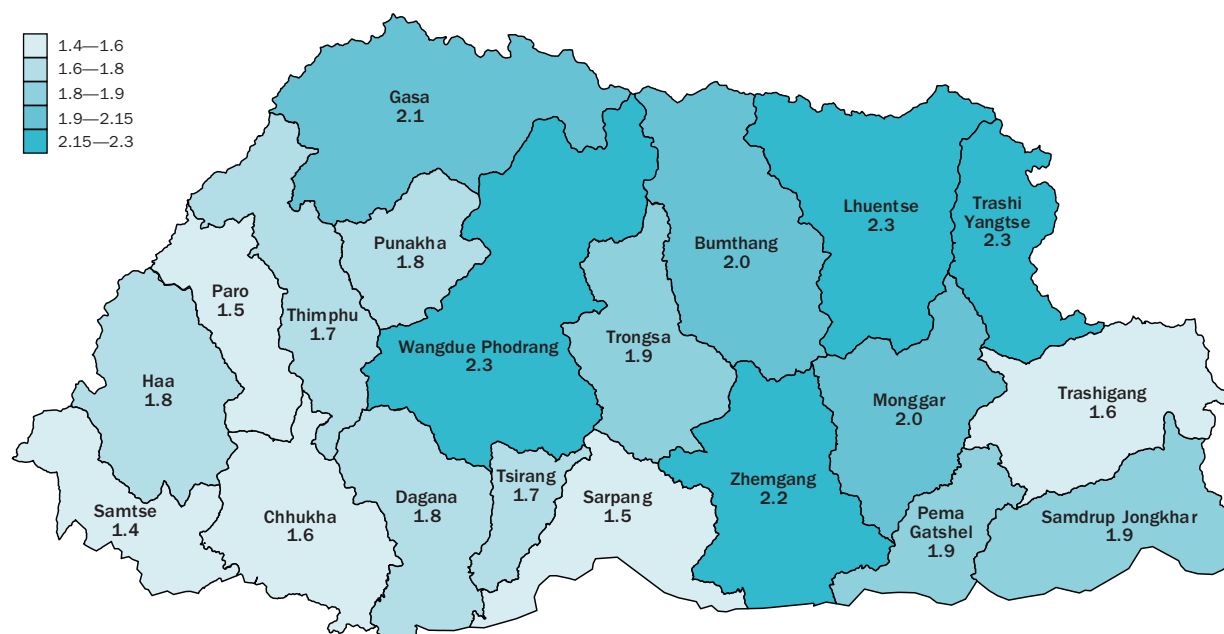 1.4—1.6
1.6—1.8
1.8—1.9
1.9—2.15
2.15—2.3
Gasa
2.1
Punakha
1.8
Paro
1.5
Thimphu
1.7
Haa
1.8
Wangdue Phodrang
2.3
Trongsa
1.9
Bumthang
2.0
Lhuentse
2.3
Trashi
Yangtse
2.3
Monggar
2.0
Trashigang
1.6
Samtse
1.4
Chhukha
1.6
Dagana
1.8
Tsirang
1.7
Sarpang
1.5
Zhemgang
2.2
Pema
Gatshel
1.9
Samdrup Jongkhar
1.9